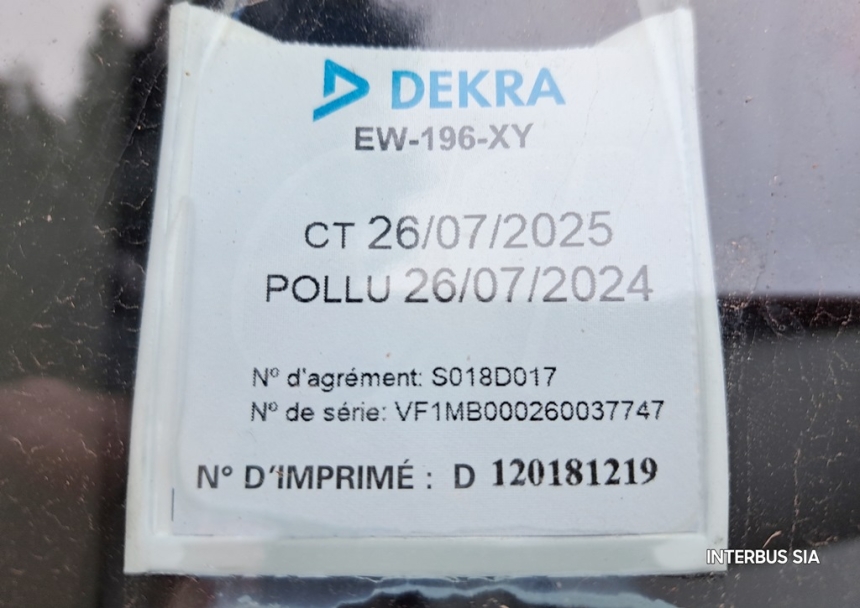 DEKRA
EW-196-XY
CT 26/07/2025
POLLU 26/07/2024
N° d'agrément: S018D017
N° de série: VF1MB000260037747
N° D'IMPRIMÉ : D 120181219
INTERBUS SIA